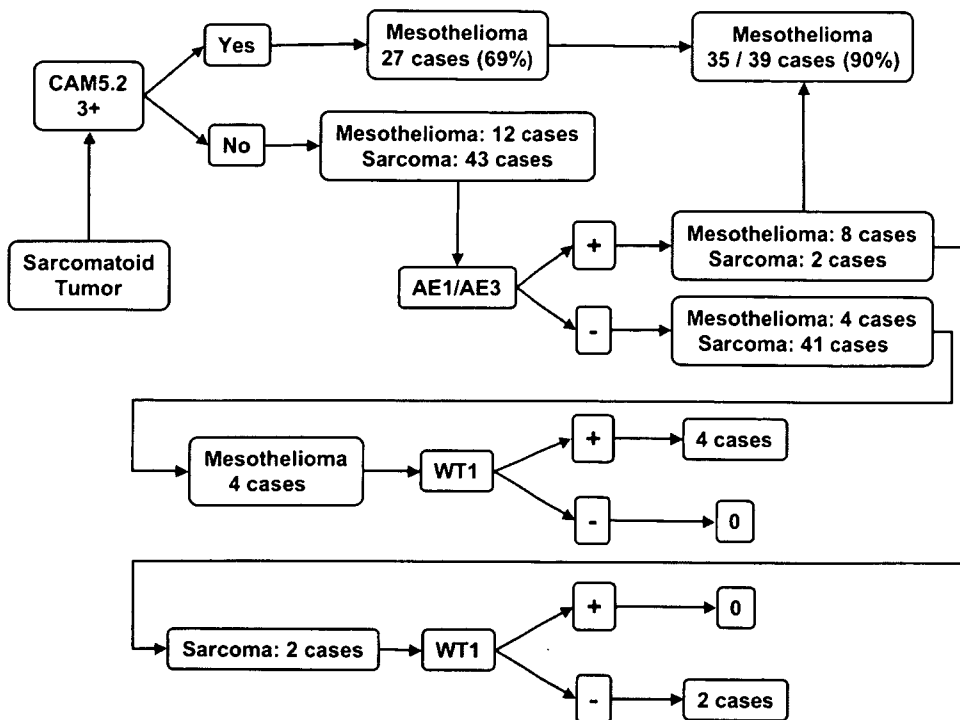 Yes
Mesothelioma
27 cases (69%)
Mesothelioma
35 / 39 cases (90%)
CAM5.2
3+
No
Mesothelioma: 12 cases
Sarcoma: 43 cases
Sarcomatoid
Tumor
AE1/AE3
+
Mesothelioma: 8 cases
Sarcoma: 2 cases
-
Mesothelioma: 4 cases
Sarcoma: 41 cases
Mesothelioma
4 cases
WT1
+
4 cases
-
0
Sarcoma: 2 cases
WT1
+
0
-
2 cases